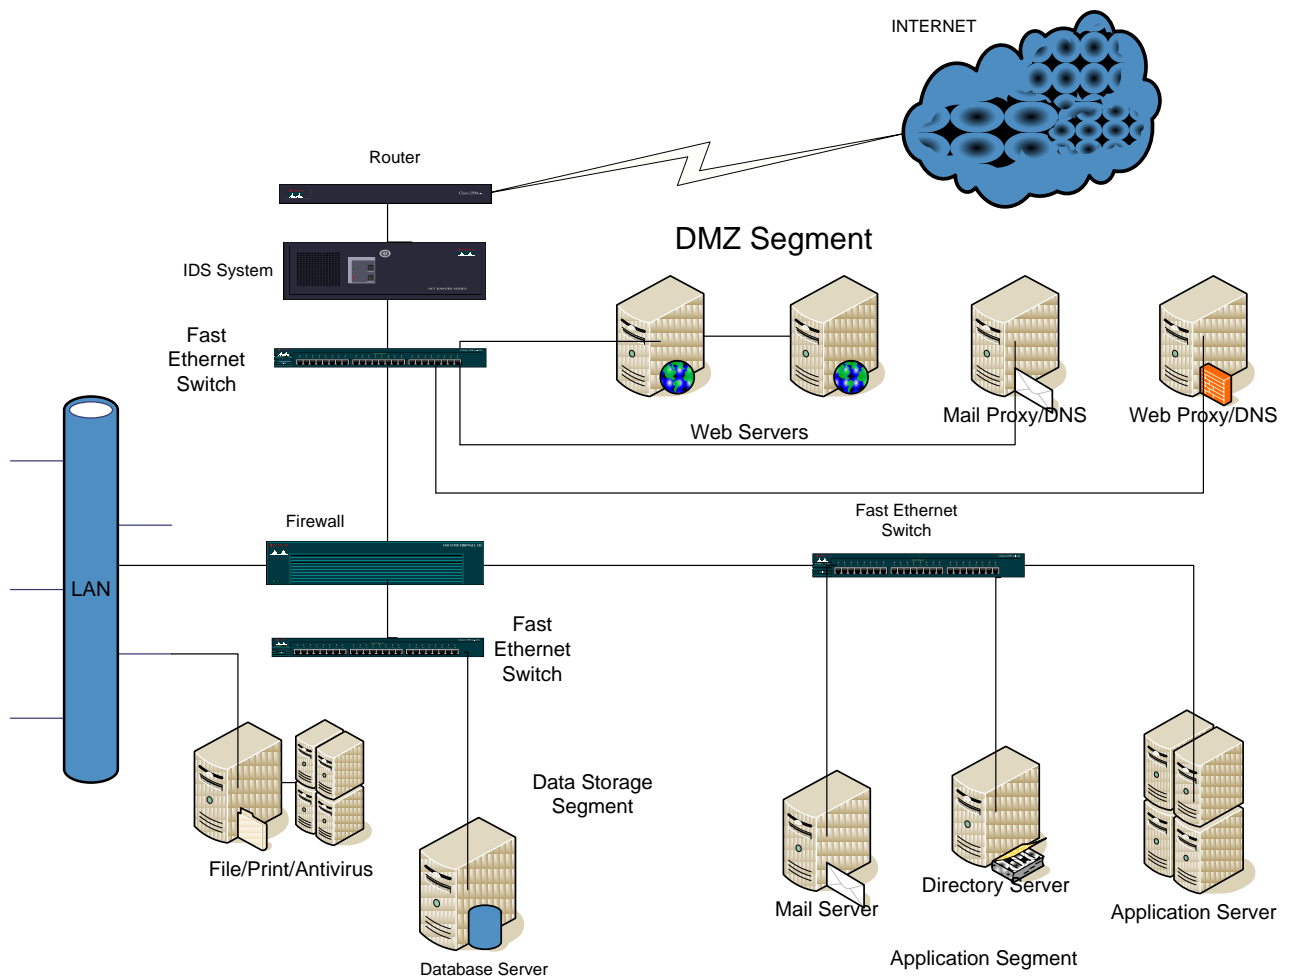 INTERNET
Router
DMZ Segment
IDS System
Fast
Ethernet
Switch
Mail Proxy/DNS
Web Proxy/DNS
Web Servers
Fast Ethernet
Switch
Firewall
LAN
Fast
Ethernet
Switch
Data Storage
Segment
File/Print/Antivirus
Directory Server
Mail Server
Application Server
Application Segment
Database Server